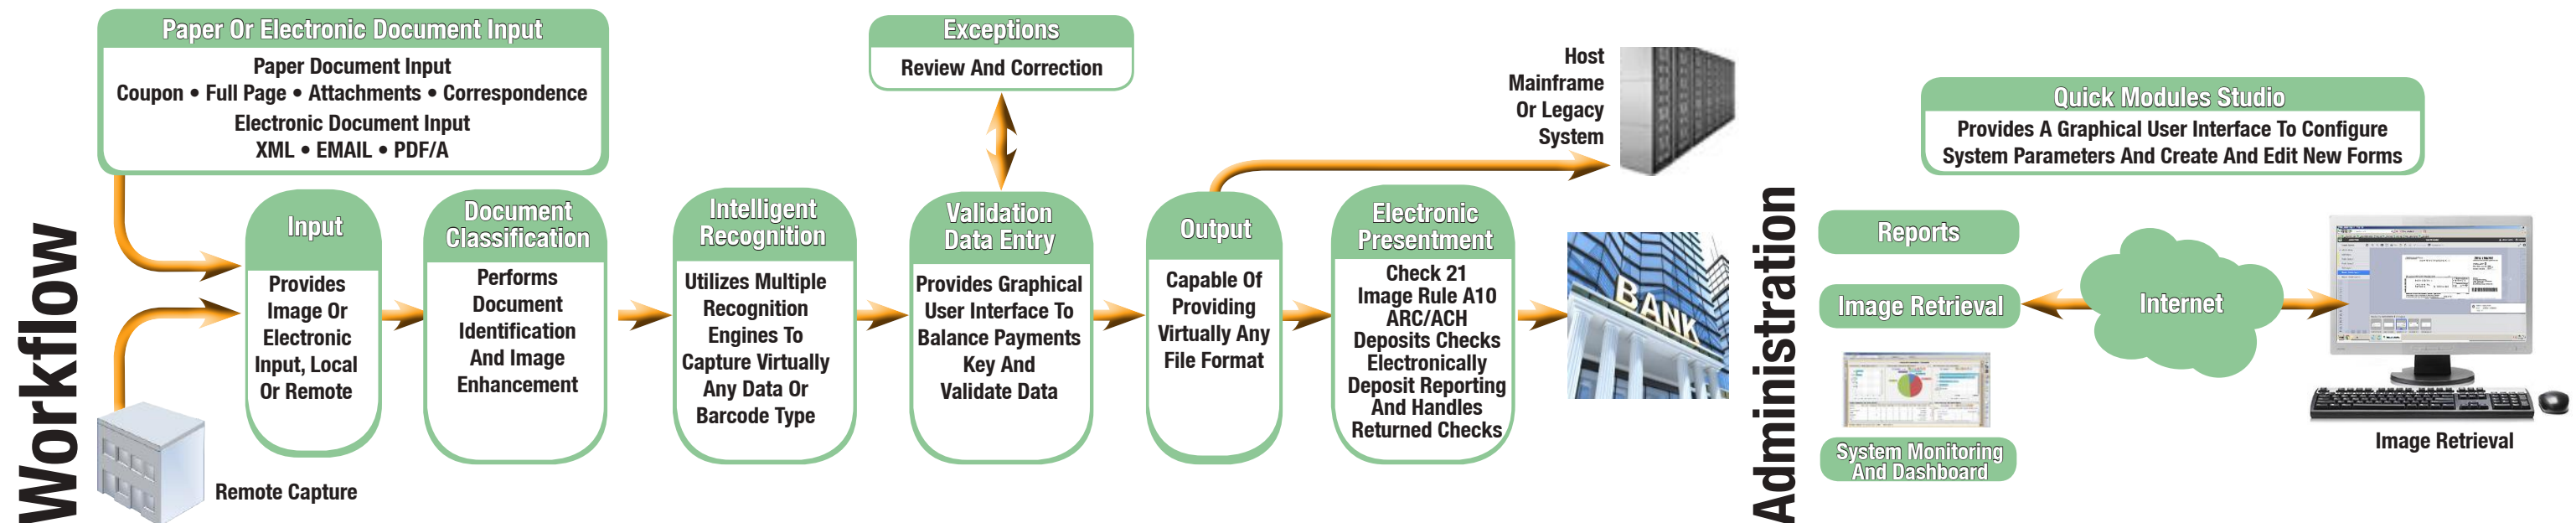 Workflow
Paper Or Electronic Document Input
Paper Document Input
Coupon • Full Page • Attachments • Correspondence
Electronic Document Input
XML • EMAIL • PDF/A
Remote Capture
Input
Provides
Image Or
Electronic
Input, Local
Or Remote
Document
Classification
Performs
Document
Identification
And Image
Enhancement
Intelligent
Recognition
Utilizes Multiple
Recognition
Engines To
Capture Virtually
Any Data Or
Barcode Type
Exceptions
Review And Correction
Validation
Data Entry
Provides Graphical
User Interface To
Balance Payments
Key And
Validate Data
Output
Capable Of
Providing
Virtually Any
File Format
Host
Mainframe
Or Legacy
System
Electronic
Presentment
Check 21
Image Rule A10
ARC/ACH
Deposits Checks
Electronically
Deposit Reporting
And Handles
Returned Checks
BANK
Administration
Quick Modules Studio
Provides A Graphical User Interface To Configure
System Parameters And Create And Edit New Forms
Reports
Image Retrieval
System Monitoring
And Dashboard
Internet
Image Retrieval